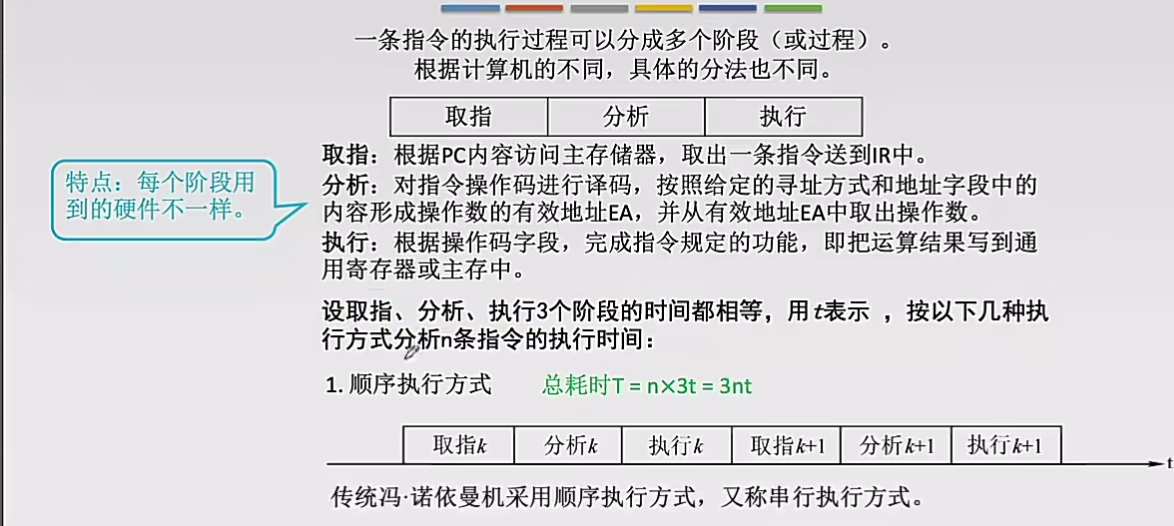 一条指令的执行过程可以分成多个阶段（或过程）。
根据计算机的不同，具体的分法也不同。
取指 分析 执行
特点：每个阶段用
到的硬件不一样。
取指：根据PC内容访问主存储器，取出一条指令送到IR中。
分析：对指令操作码进行译码，按照给定的寻址方式和地址字段中的
内容形成操作数的有效地址EA，并从有效地址EA中取出操作数。
执行：根据操作码字段，完成指令规定的功能，即把运算结果写到通
用寄存器或主存中。
设取指、分析、执行3个阶段的时间都相等，用t表示 ，按以下几种执
行方式分析n条指令的执行时间：
1. 顺序执行方式 总耗时T = n×3t = 3nt
取指k 分析k 执行k 取指k+1 分析k+1 执行k+1
t
传统冯·诺依曼机采用顺序执行方式，又称串行执行方式。